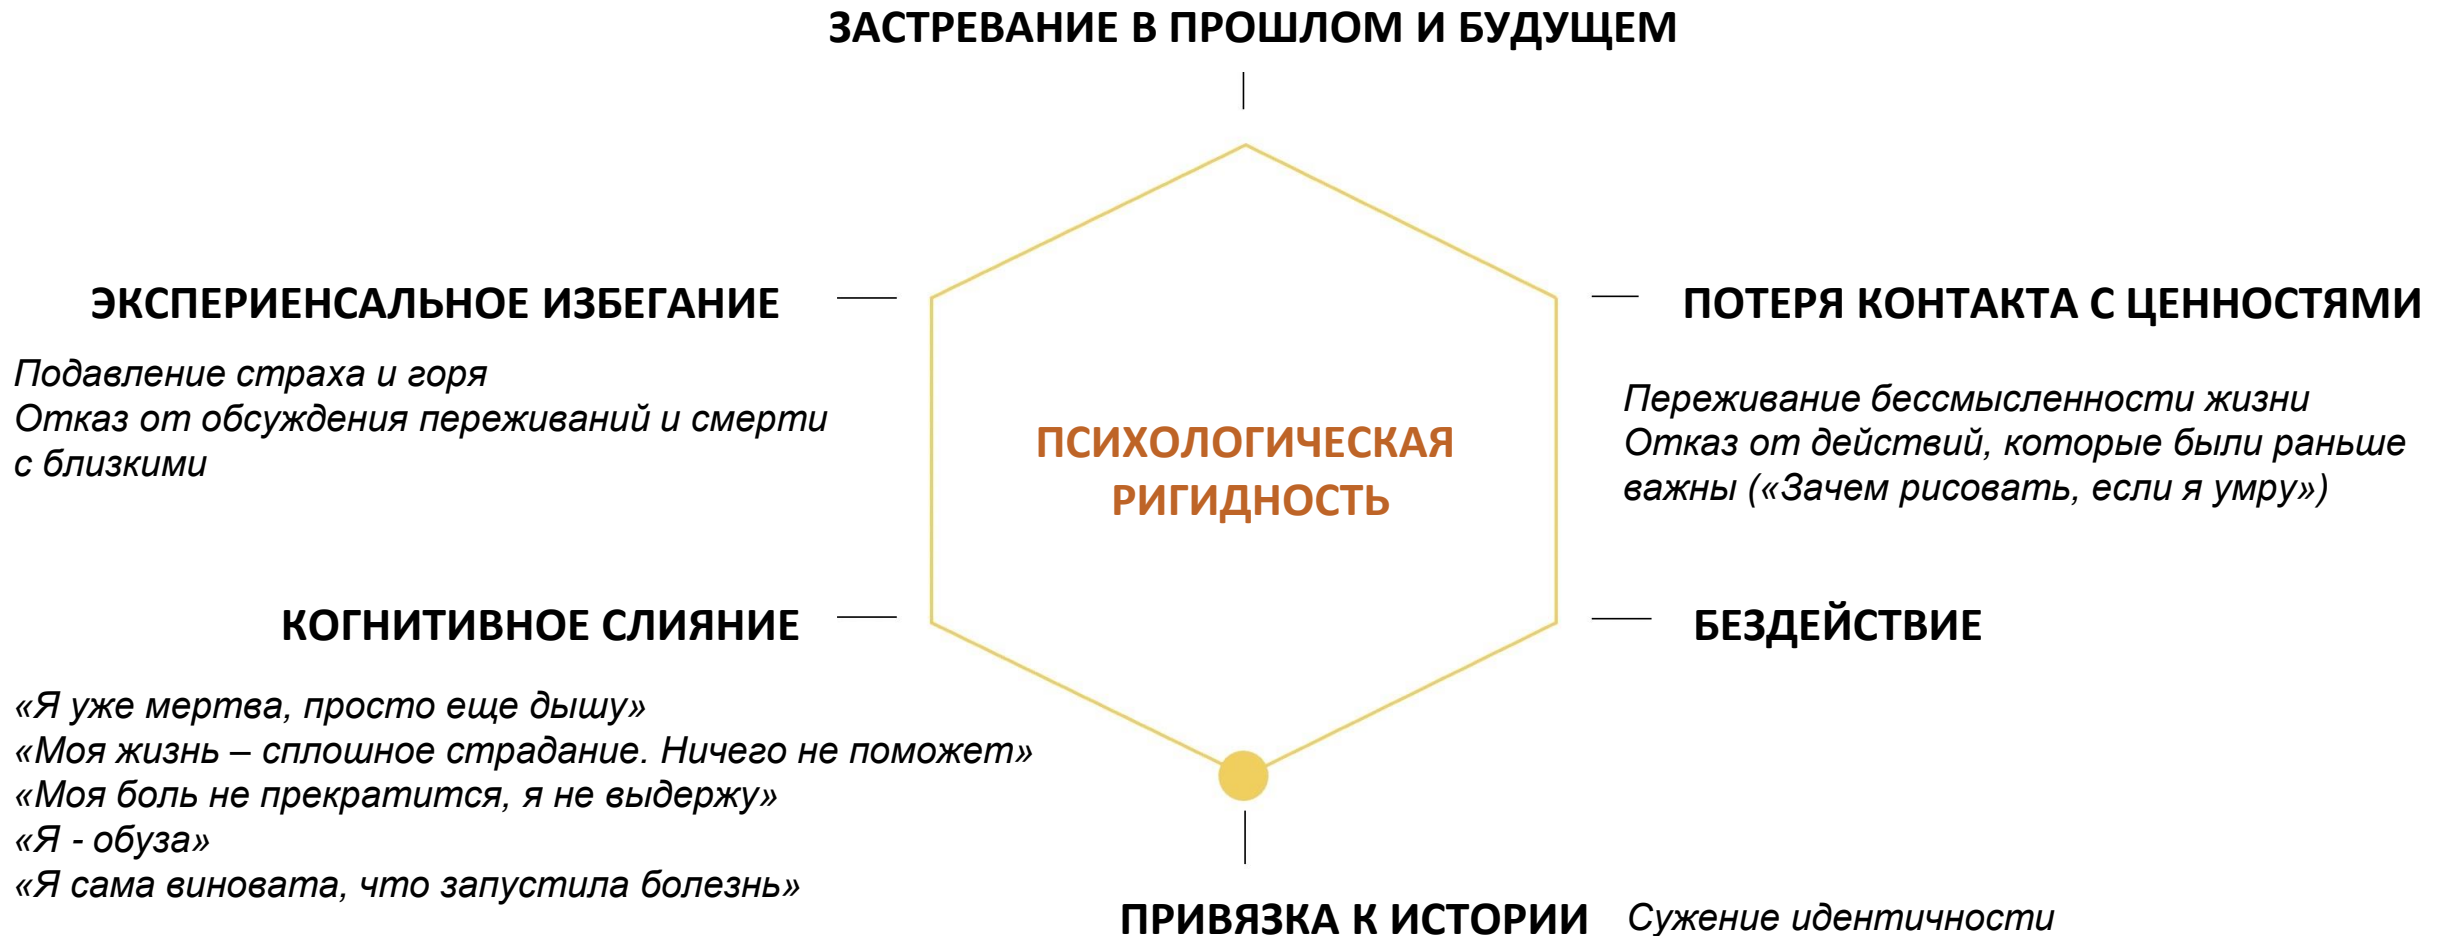 ЗАСТРЕВАНИЕ В ПРОШЛОМ И БУДУЩЕМ
ЭКСПЕРИЕНСАЛЬНОЕ ИЗБЕГАНИЕ
Подавление страха и горя
Отказ от обсуждения переживаний и смерти
с близкими
ПОТЕРЯ КОНТАКТА С ЦЕННОСТЯМИ
Переживание бессмысленности жизни
Отказ от действий, которые были раньше
важны («Зачем рисовать, если я умру»)
ПСИХОЛОГИЧЕСКАЯ
РИГИДНОСТЬ
КОГНИТИВНОЕ СЛИЯНИЕ
«Я уже мертва, просто еще дышу»
«Моя жизнь – сплошное страдание. Ничего не поможет»
«Моя боль не прекратится, я не выдержу»
«Я - обуза»
«Я сама виновата, что запустила болезнь»
БЕЗДЕЙСТВИЕ
ПРИВЯЗКА К ИСТОРИИ
Сужение идентичности